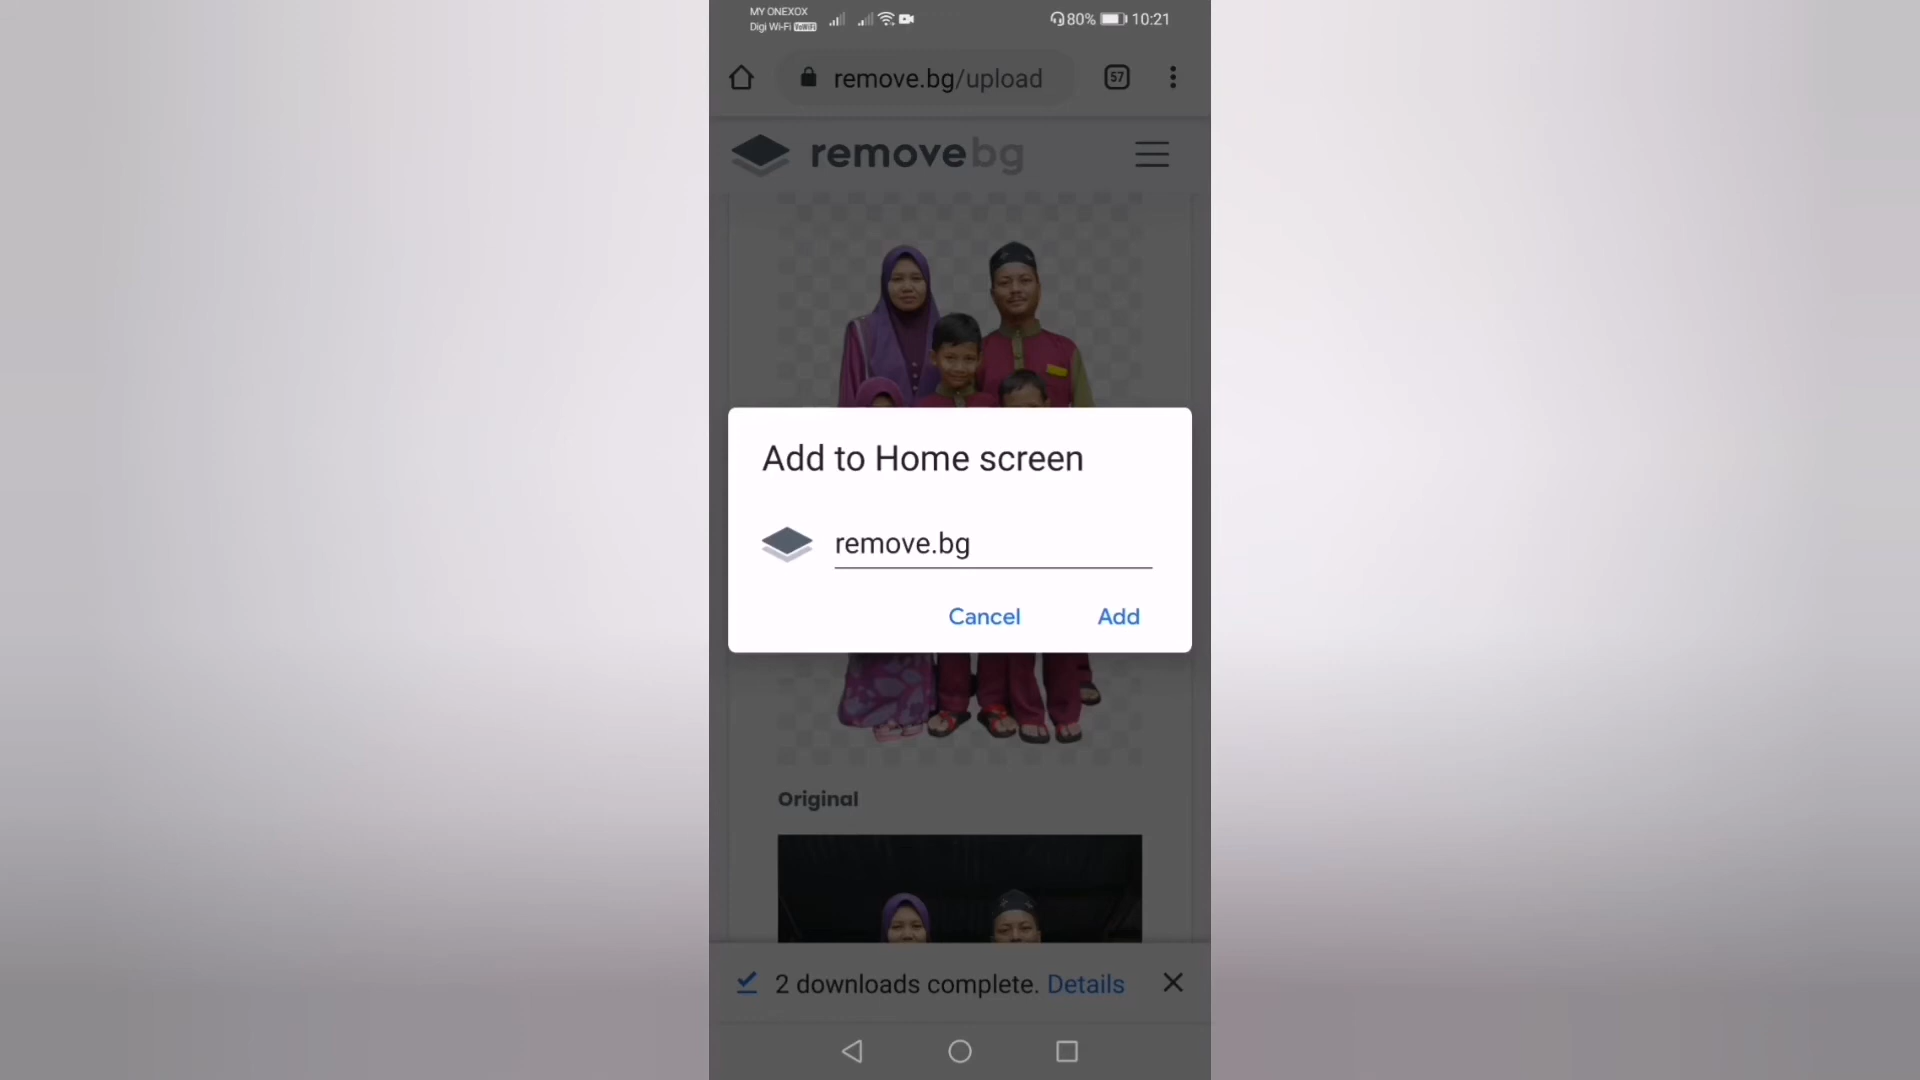 MY ONEXOX
Digi Wi-Fi VoWiFi
80% 10:21
remove.bg/upload
57
removebg
Add to Home screen
remove.bg
Cancel Add
Original
2 downloads complete. Details